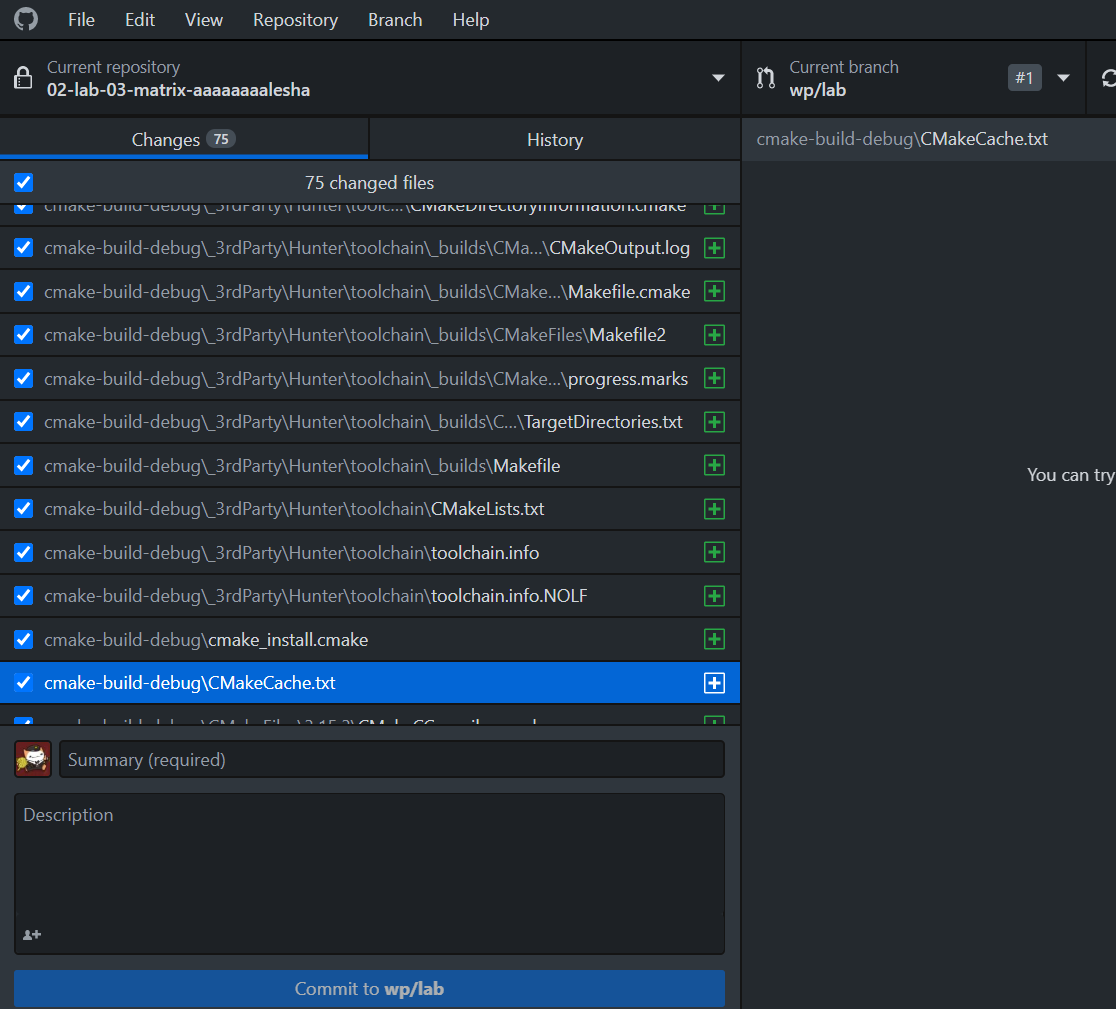 File Edit View Repository Branch Help
Current repository
02-lab-03-matrix-aaaaaaaalesha
Current branch
wp/lab
#1
Changes 75
History
cmake-build-debug\CMakeCache.txt
75 changed files
cmake-build-debug\_3rdParty\Hunter\toolc...\CMakeDirectoryInformation.cmake
cmake-build-debug\_3rdParty\Hunter\toolchain\_builds\CMa...\CMakeOutput.log
cmake-build-debug\_3rdParty\Hunter\toolchain\_builds\CMake...\Makefile.cmake
cmake-build-debug\_3rdParty\Hunter\toolchain\_builds\CMakeFiles\Makefile2
cmake-build-debug\_3rdParty\Hunter\toolchain\_builds\CMake...\progress.marks
cmake-build-debug\_3rdParty\Hunter\toolchain\_builds\C...\TargetDirectories.txt
cmake-build-debug\_3rdParty\Hunter\toolchain\_builds\Makefile
cmake-build-debug\_3rdParty\Hunter\toolchain\CMakeLists.txt
cmake-build-debug\_3rdParty\Hunter\toolchain\toolchain.info
cmake-build-debug\_3rdParty\Hunter\toolchain\toolchain.info.NOLF
cmake-build-debug\cmake_install.cmake
cmake-build-debug\CMakeCache.txt
You can try
Summary (required)
Description
Commit to wp/lab